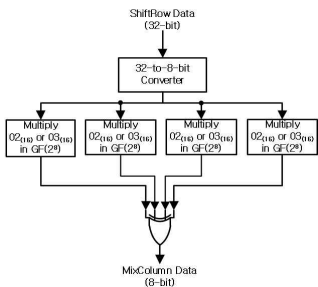 ShiftRow Data
(32-bit)
32-to-8-bit
Converter
Multiply
02₍₁₆₎ or 03₍₁₆₎
in GF(2⁸)
Multiply
02₍₁₆₎ or 03₍₁₆₎
in GF(2⁸)
Multiply
02₍₁₆₎ or 03₍₁₆₎
in GF(2⁸)
Multiply
02₍₁₆₎ or 03₍₁₆₎
in GF(2⁸)
MixColumn Data
(8-bit)